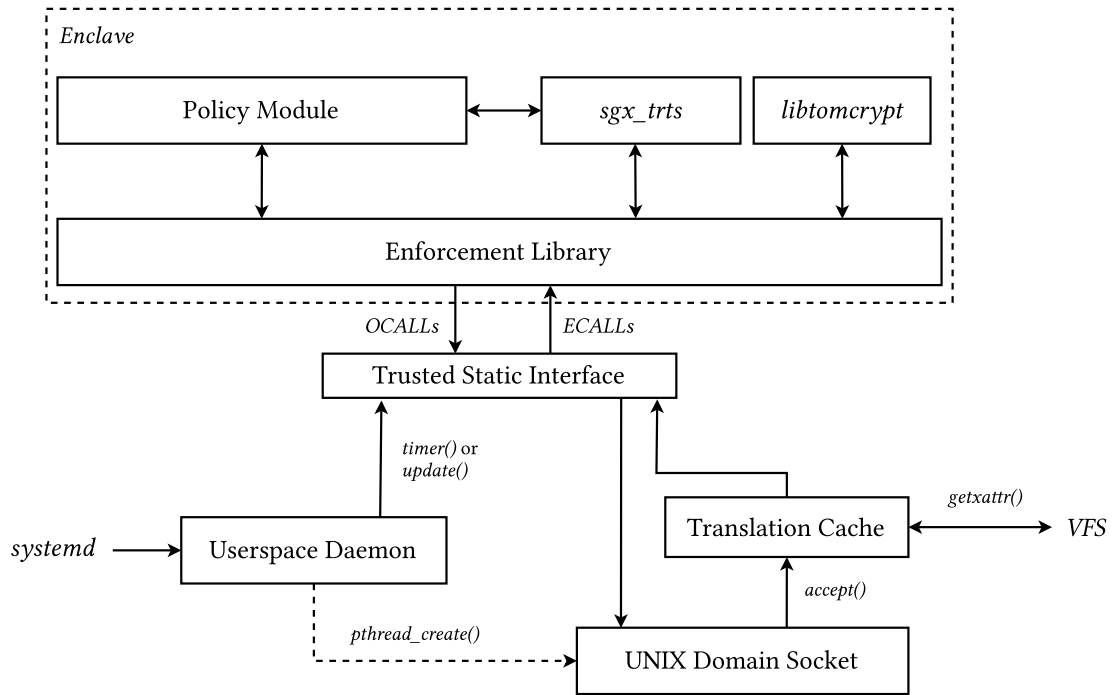 Enclave
Policy Module
sgx_trts
libtomcrypt
Enforcement Library
OCALLs
ECALLs
Trusted Static Interface
timer() or
update()
getxattr()
Translation Cache
VFS
systemd
Userspace Daemon
accept()
pthread_create()
UNIX Domain Socket